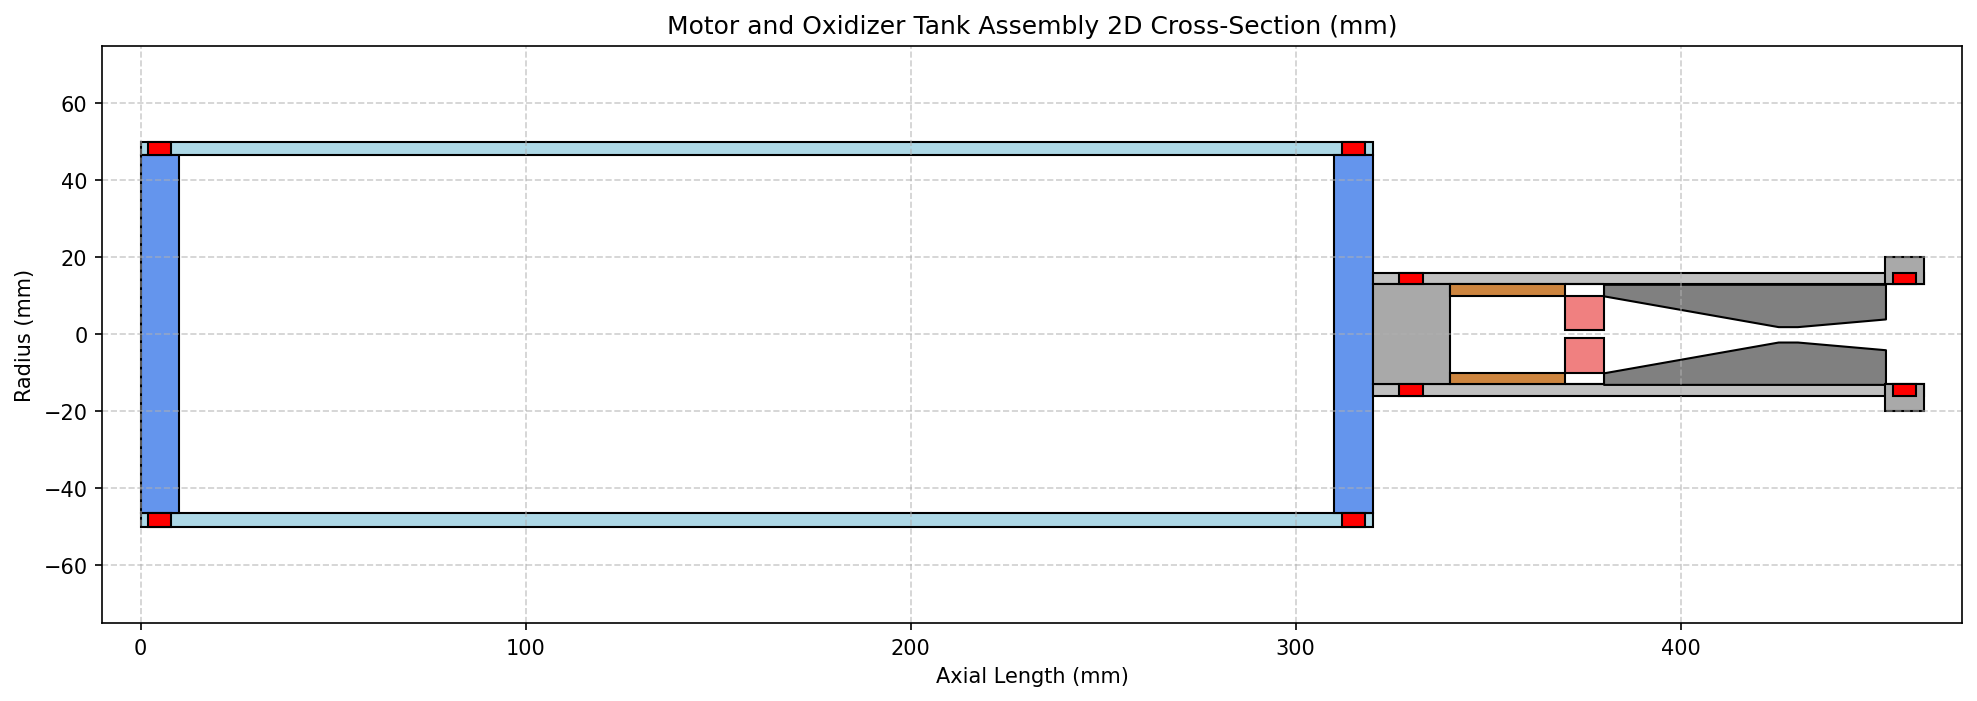 Motor and Oxidizer Tank Assembly 2D Cross-Section (mm)
60
40
20
0
−20
−40
−60
Radius (mm)
0 100 200 300 400
Axial Length (mm)